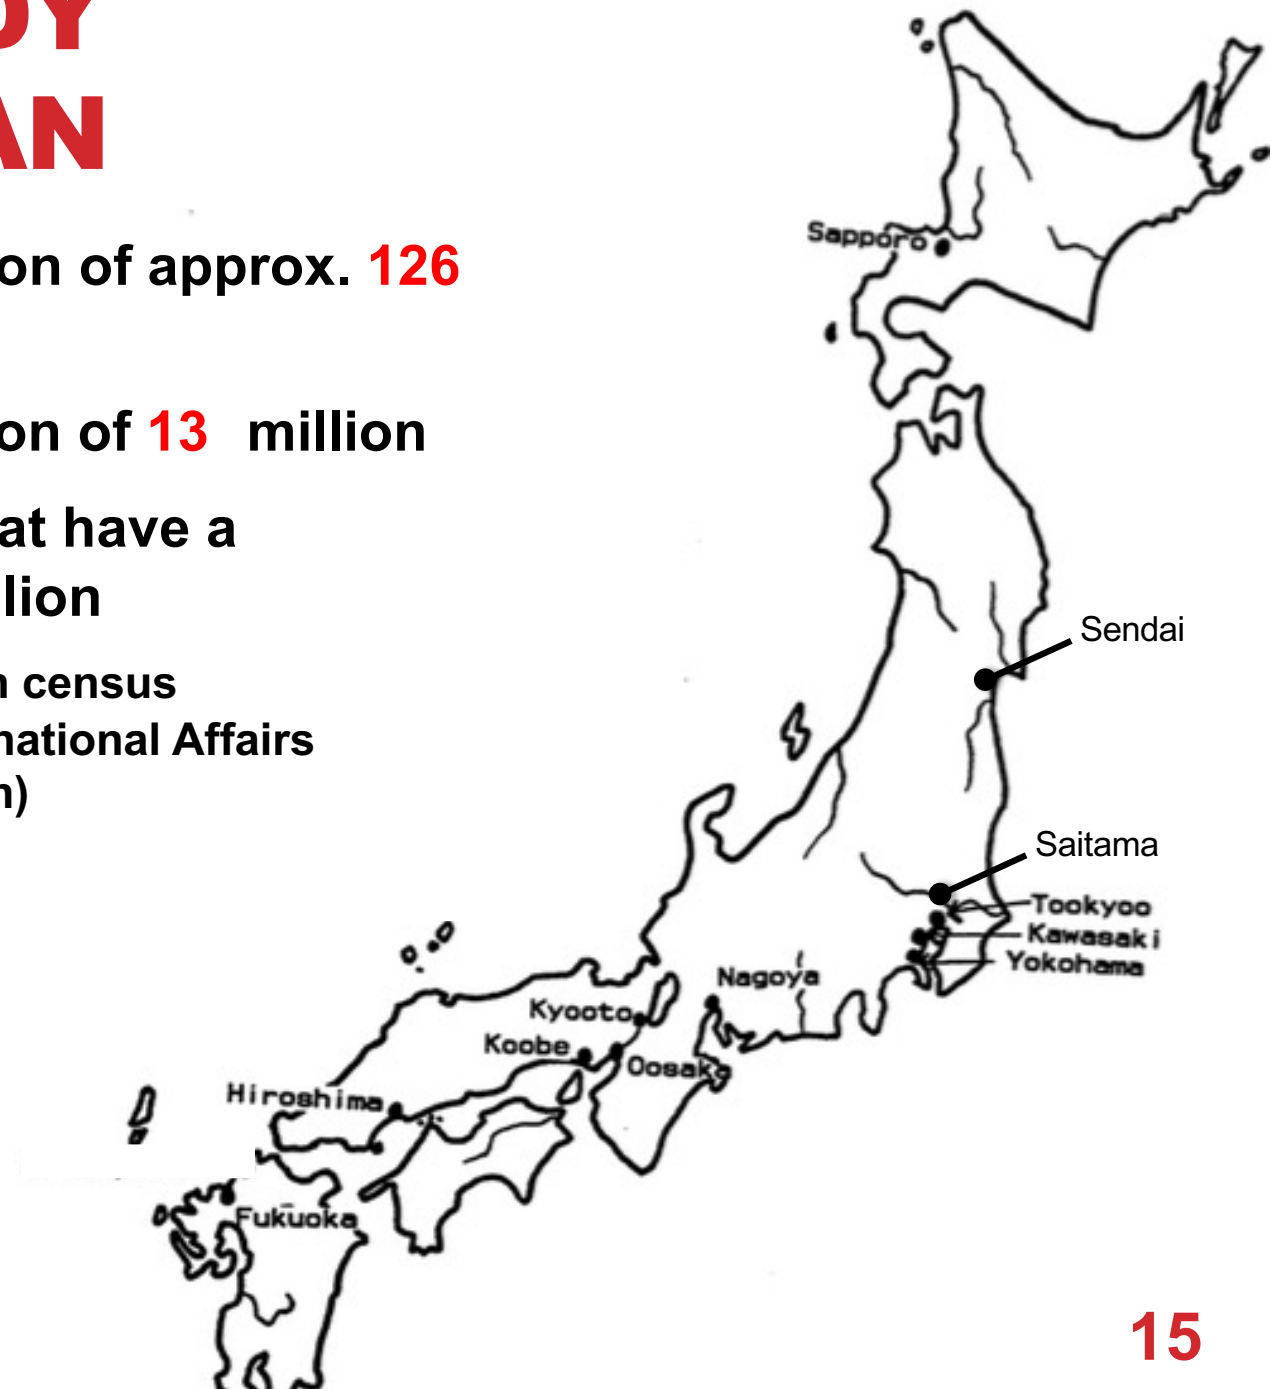 DY
AN
on of approx. 126
on of 13 million
at have a
lion
n census
national Affairs
n)
Sapporo
Sendai
Saitama
Tookyoo
Kawasaki
Yokohama
Nagoya
Kyooto
Koobe
Oosaka
Hiroshima
Fukuoka
15